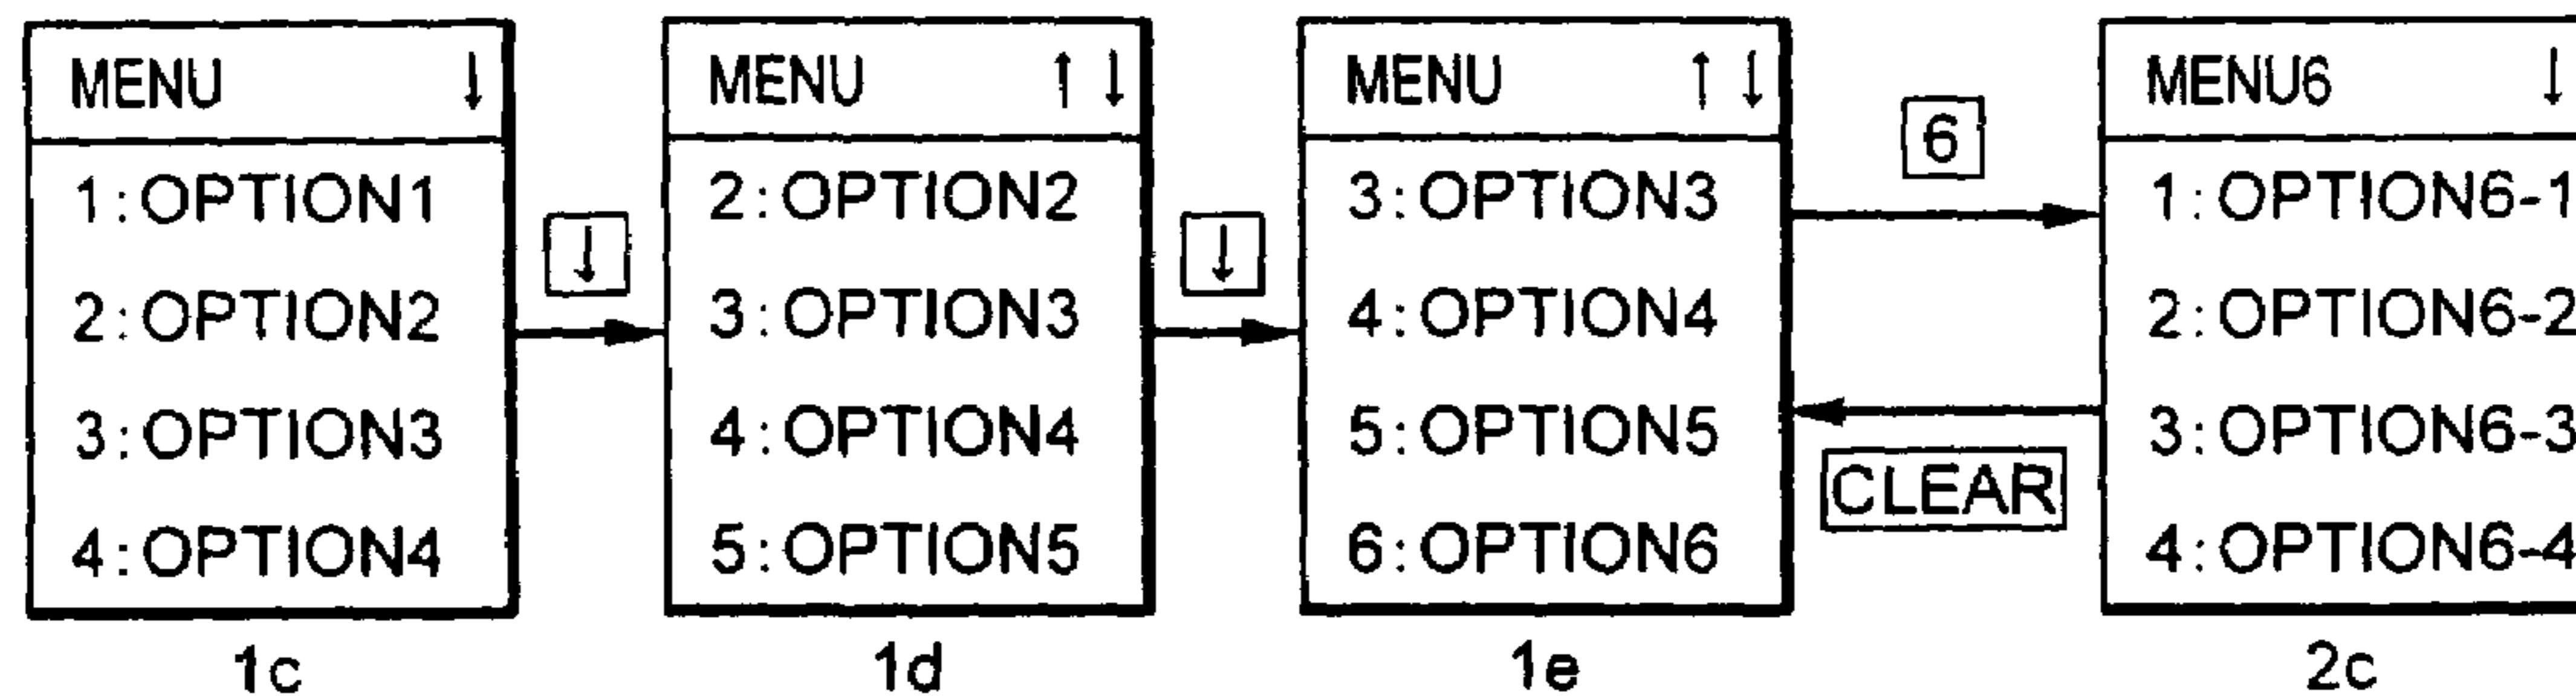 MENU ↓
1:OPTION1
2:OPTION2
3:OPTION3
4:OPTION4
1c
↓
MENU ↑↓
2:OPTION2
3:OPTION3
4:OPTION4
5:OPTION5
1d
↓
MENU ↑↓
3:OPTION3
4:OPTION4
5:OPTION5
6:OPTION6
1e
6
CLEAR
MENU6 ↓
1:OPTION6-1
2:OPTION6-2
3:OPTION6-3
4:OPTION6-4
2c